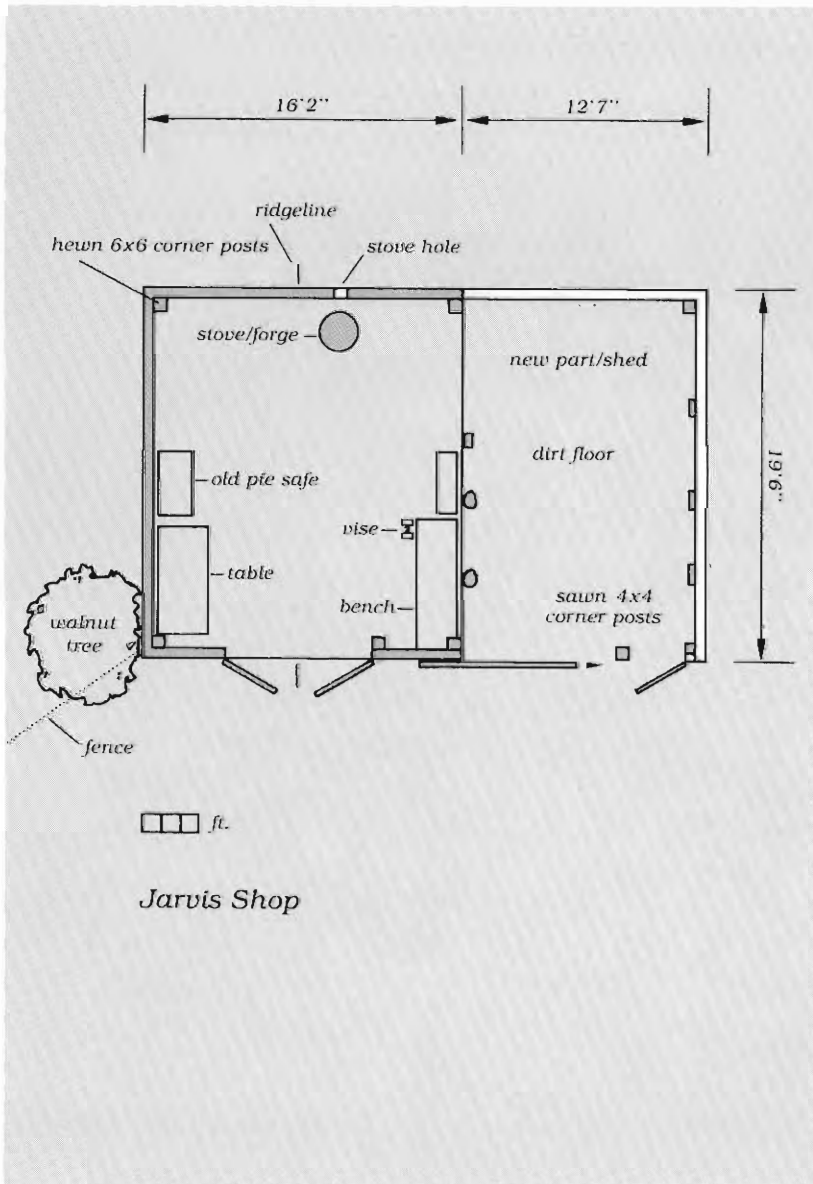 16'2"
12'7"
ridgeline
hewn 6x6 corner posts
stove hole
stove/forge
new part/shed
old pie safe
dirt floor
19'6"
vise
table
bench
sawn 4x4
corner posts
walnut
tree
fence
ft.
Jarvis Shop